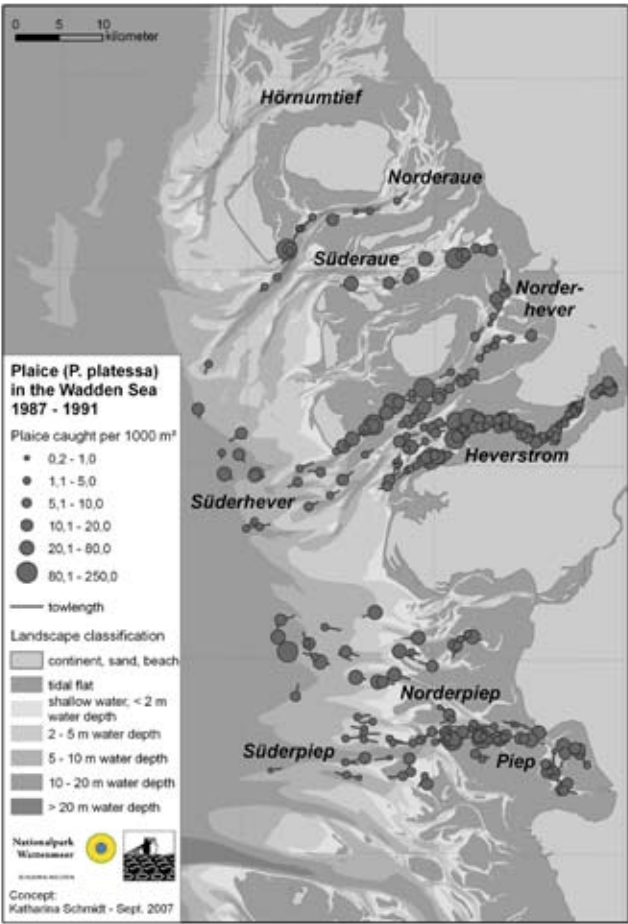 0 5 10
kilometer
Hörnumtief
Norderaue
Süderaue
Norder-
hever
Heverstrom
Süderhever
Norderpiep
Süderpiep
Piep
Plaice (P. platessa)
in the Wadden Sea
1987 - 1991
Plaice caught per 1000 m²
0,2 - 1,0
1,1 - 5,0
5,1 - 10,0
10,1 - 20,0
20,1 - 80,0
80,1 - 250,0
towlength
Landscape classification
continent, sand, beach
tidal flat
shallow water, < 2 m
water depth
2 - 5 m water depth
5 - 10 m water depth
10 - 20 m water depth
> 20 m water depth
Nationalpark
Wattenmeer
Concept:
Katharina Schmidt - Sept. 2007